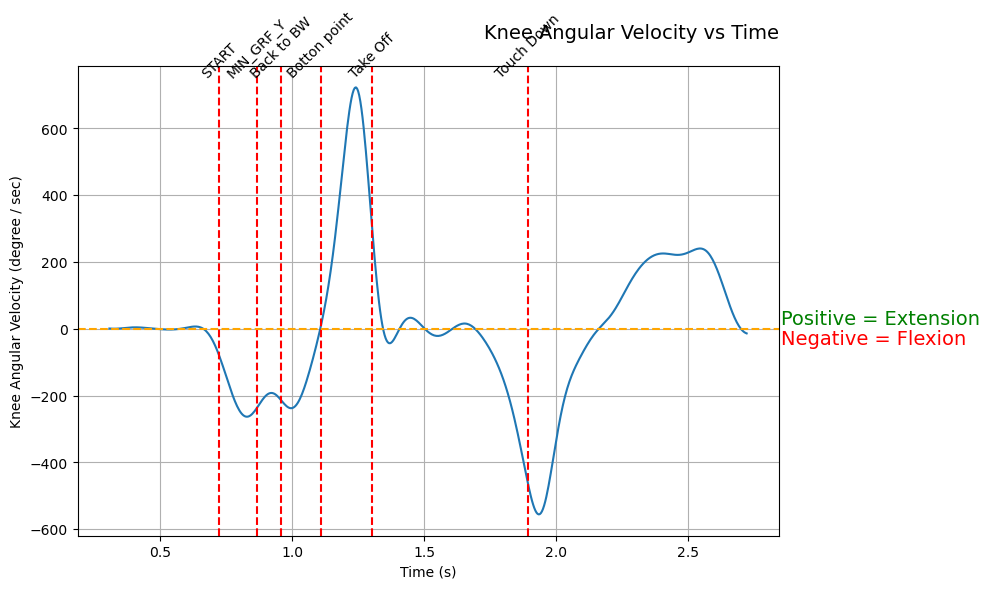 Knee Angular Velocity vs Time
START
MIN_GRF_Y
Back to BW
Botton point
Take Off
Touch Down
Knee Angular Velocity (degree / sec)
600
400
200
0
−200
−400
−600
Positive = Extension
Negative = Flexion
0.5
1.0
1.5
2.0
2.5
Time (s)